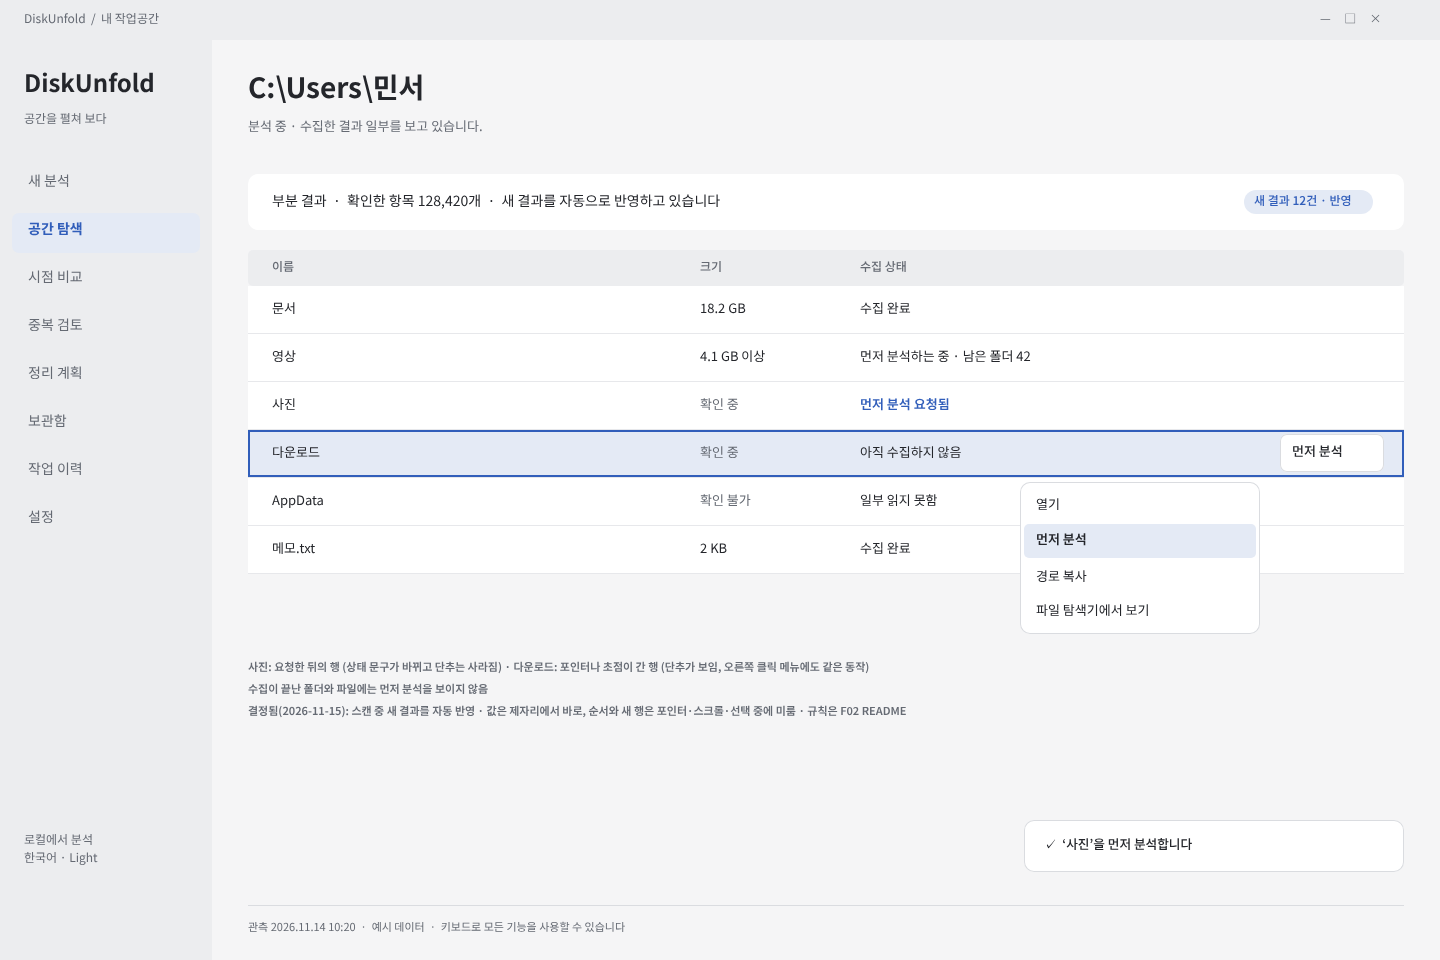 DiskUnfold / 내 작업공간
DiskUnfold
공간을 펼쳐 보다
새 분석
공간 탐색
시점 비교
중복 검토
정리 계획
보관함
작업 이력
설정
로컬에서 분석
한국어 · Light
C:\Users\민서
분석 중 · 수집한 결과 일부를 보고 있습니다.
부분 결과 · 확인한 항목 128,420개 · 새 결과를 자동으로 반영하고 있습니다
새 결과 12건 · 반영
이름 크기 수집 상태
문서 18.2 GB 수집 완료
영상 4.1 GB 이상 먼저 분석하는 중 · 남은 폴더 42
사진 확인 중 먼저 분석 요청됨
다운로드 확인 중 아직 수집하지 않음 먼저 분석
AppData 확인 불가 일부 읽지 못함
메모.txt 2 KB 수집 완료
열기
먼저 분석
경로 복사
파일 탐색기에서 보기
사진: 요청한 뒤의 행 (상태 문구가 바뀌고 단추는 사라짐) · 다운로드: 포인터나 초점이 간 행 (단추가 보임, 오른쪽 클릭 메뉴에도 같은 동작)
수집이 끝난 폴더와 파일에는 먼저 분석을 보이지 않음
결정됨(2026-11-15): 스캔 중 새 결과를 자동 반영 · 값은 제자리에서 바로, 순서와 새 행은 포인터·스크롤·선택 중에 미룸 · 규칙은 F02 README
✓ ‘사진’을 먼저 분석합니다
관측 2026.11.14 10:20 · 예시 데이터 · 키보드로 모든 기능을 사용할 수 있습니다